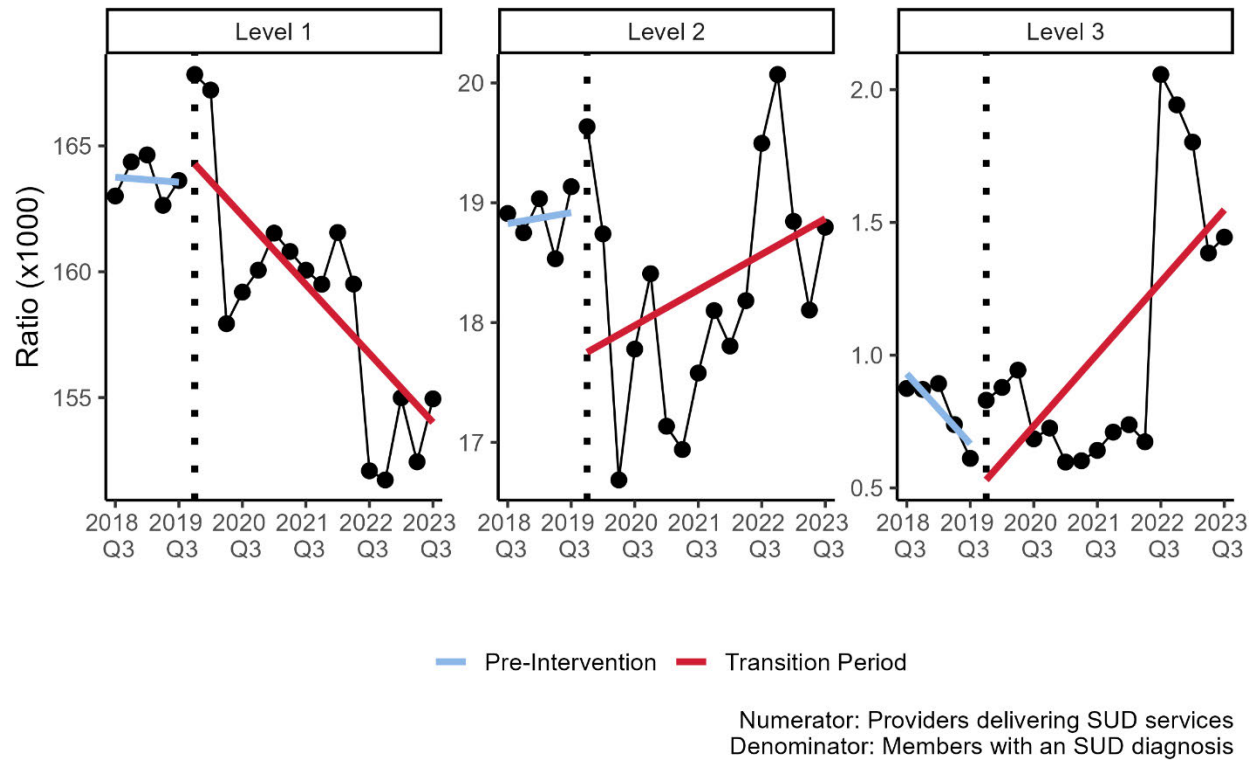 Level 1
Level 2
Level 3
Ratio (x1000)
165
160
155
20
19
18
17
2.0
1.5
1.0
0.5
2018 2019 2020 2021 2022 2023
Q3 Q3 Q3 Q3 Q3 Q3
2018 2019 2020 2021 2022 2023
Q3 Q3 Q3 Q3 Q3 Q3
2018 2019 2020 2021 2022 2023
Q3 Q3 Q3 Q3 Q3 Q3
Pre-Intervention Transition Period
Numerator: Providers delivering SUD services
Denominator: Members with an SUD diagnosis